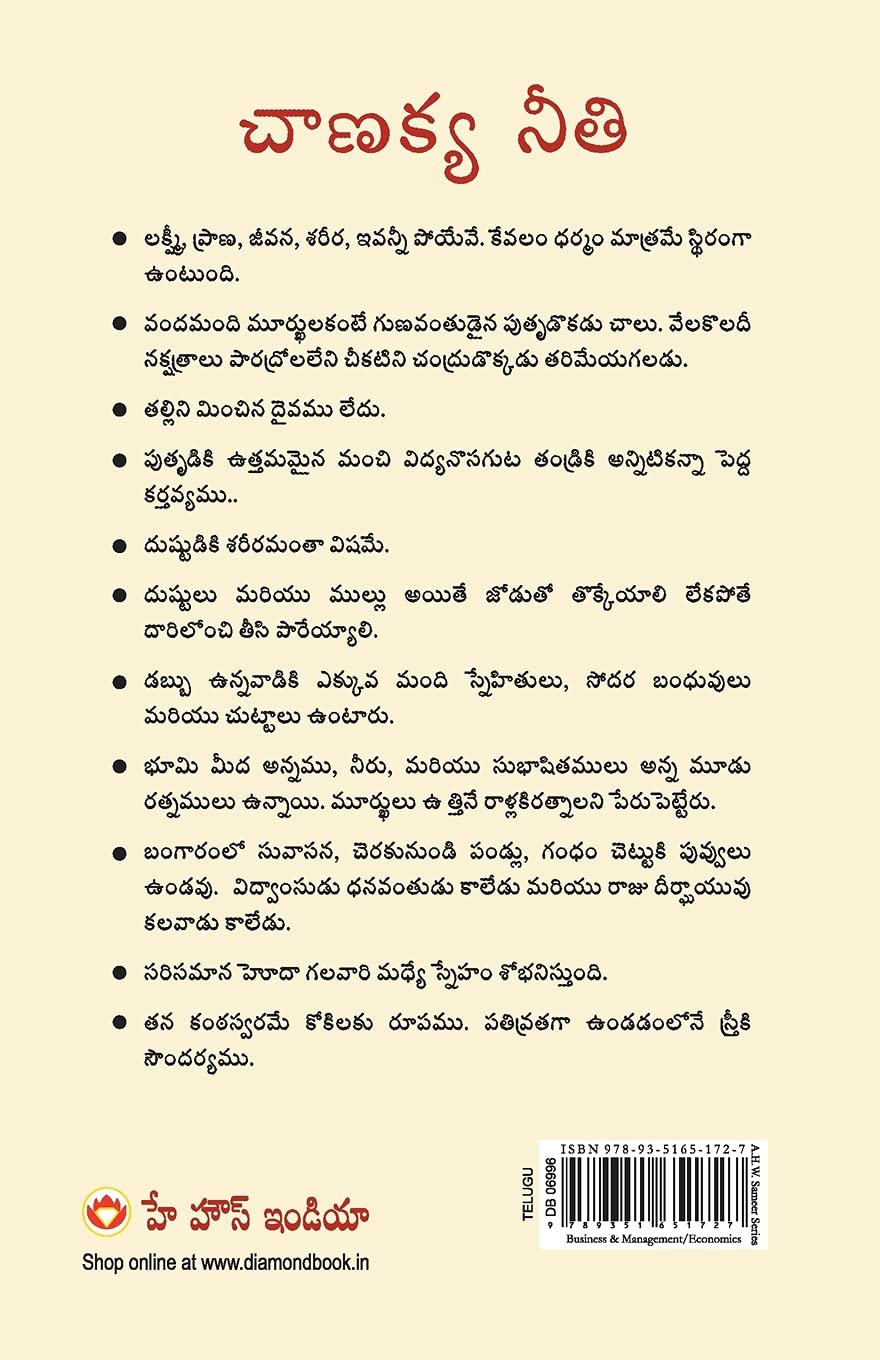 చాణక్య నీతి
● లక్ష్మీ, ప్రాణ, జీవన, శరీర, ఇవన్నీ పోయేవే. కేవలం ధర్మం మాత్రమే స్థిరంగా
ఉంటుంది.
● వందమంది మూర్ఖులకంటే గుణవంతుడైన పుతృడొకడు చాలు. వేలకొలదీ
నక్షత్రాలు పారద్రోలలేని చీకటిని చంద్రుడొక్కడు తరిమేయగలడు.
● తల్లిని మించిన దైవము లేదు.
● పుతృడికి ఉత్తమమైన మంచి విద్యనొసగుట తండ్రికి అన్నిటికన్నా పెద్ద
కర్తవ్యము..
● దుష్టుడికి శరీరమంతా విషమే.
● దుష్టులు మరియు ముల్లు అయితే జోడుతో తొక్కేయాలి లేకపోతే
దారిలోంచి తీసి పారేయ్యాలి.
● డబ్బు ఉన్నవాడికి ఎక్కువ మంది స్నేహితులు, సోదర బంధువులు
మరియు చుట్టాలు ఉంటారు.
● భూమి మీద అన్నము, నీరు, మరియు సుభాషితములు అన్న మూడు
రత్నములు ఉన్నాయి. మూర్ఖులు ఉ త్తినే రాళ్లకిరత్నాలని పేరుపెట్టేరు.
● బంగారంలో సువాసన, చెరకునుండి పండ్లు, గంధం చెట్టుకి పువ్వులు
ఉండవు. విద్వాంసుడు ధనవంతుడు కాలేడు మరియు రాజు దీర్ఘాయువు
కలవాడు కాలేడు.
● సరిసమాన హెూదా గలవారి మధ్యే స్నేహం శోభనిస్తుంది.
● తన కంఠస్వరమే కోకిలకు రూపము. పతివ్రతగా ఉండడంలోనే స్త్రీకి
సౌందర్యము.
హే హౌస్ ఇండియా
Shop online at www.diamondbook.in
TELUGU
DB 06996
ISBN 978-93-5165-172-7
9 789351 651727
Business & Management/Economics
A.H.W. Sameer Series